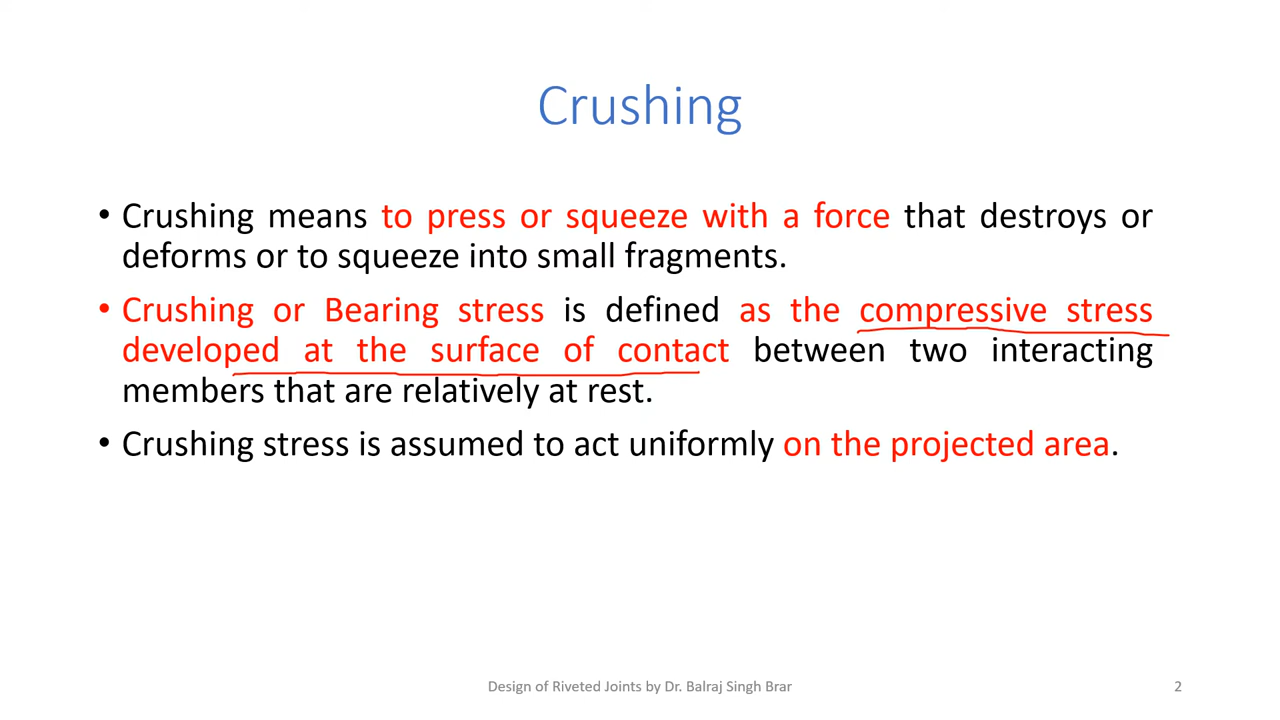 Crushing
• Crushing means to press or squeeze with a force that destroys or
deforms or to squeeze into small fragments.
• Crushing or Bearing stress is defined as the compressive stress
developed at the surface of contact between two interacting
members that are relatively at rest.
• Crushing stress is assumed to act uniformly on the projected area.
Design of Riveted Joints by Dr. Balraj Singh Brar
2